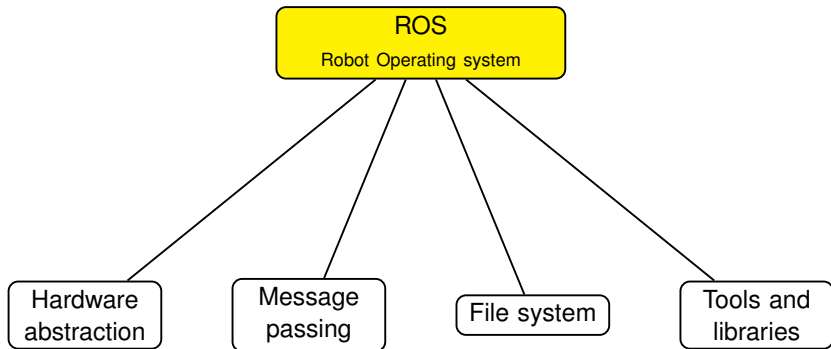 ROS
Robot Operating system
Hardware
abstraction
Message
passing
File system
Tools and
libraries